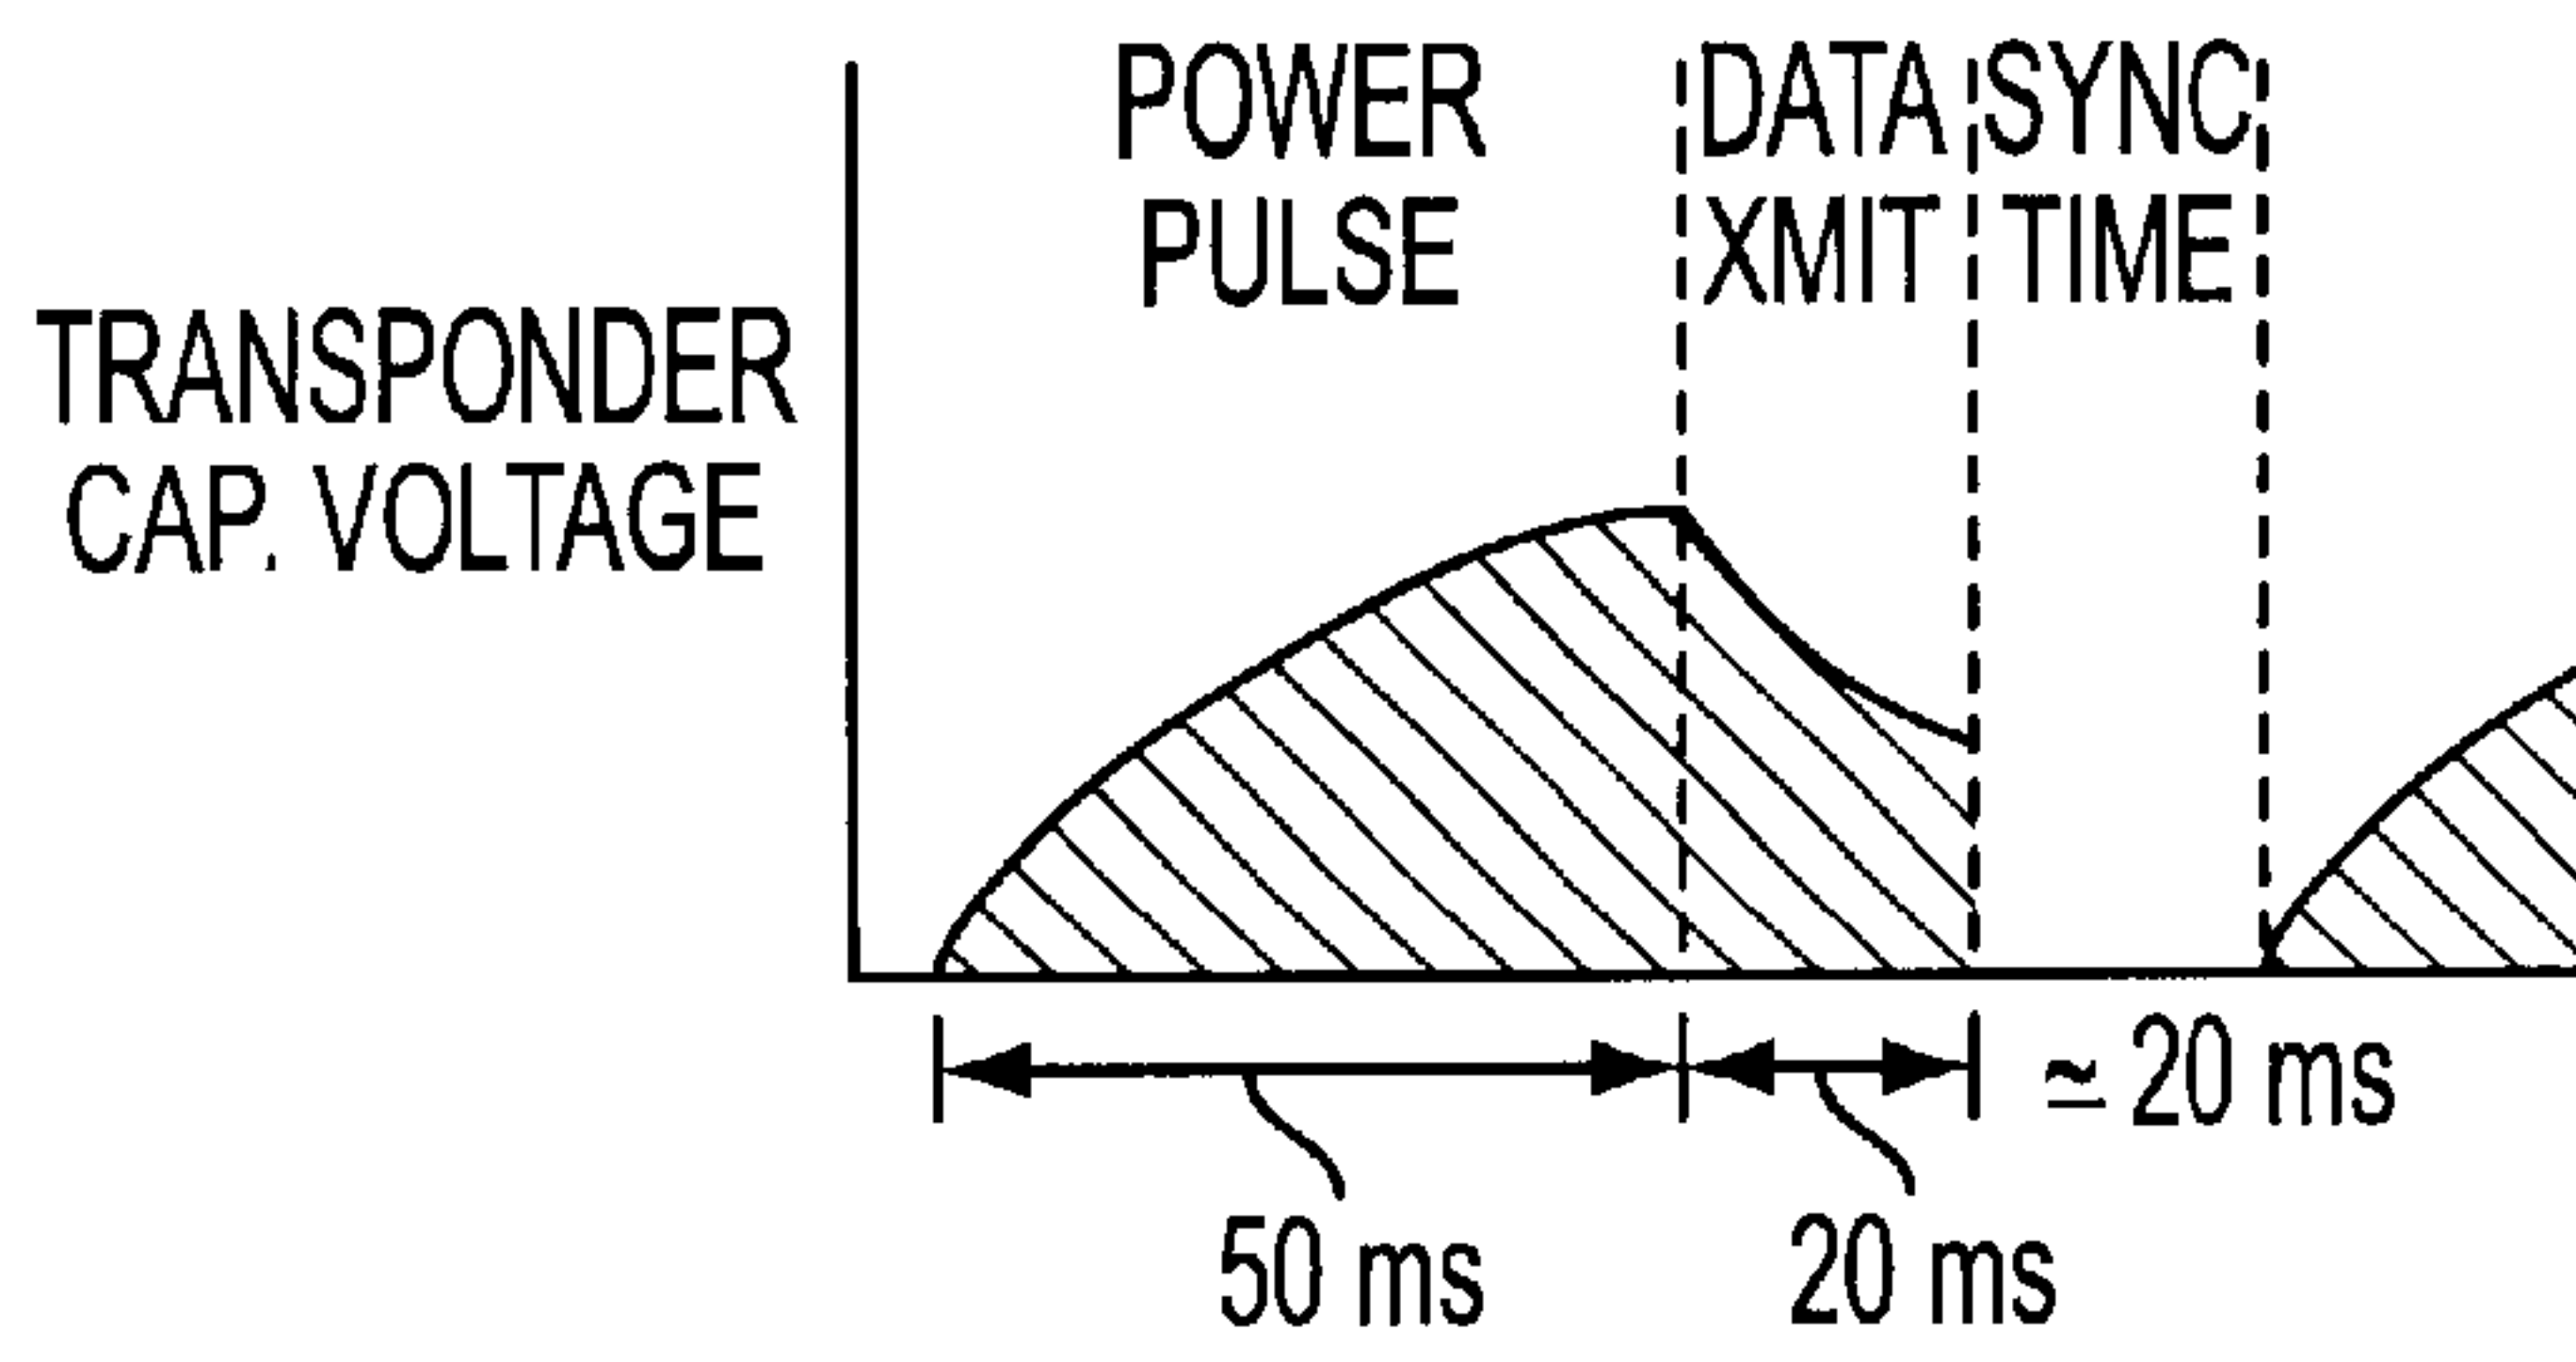 POWER
PULSE
DATA
XMIT
SYNC
TIME
TRANSPONDER
CAP. VOLTAGE
≃ 20 ms
50 ms
20 ms